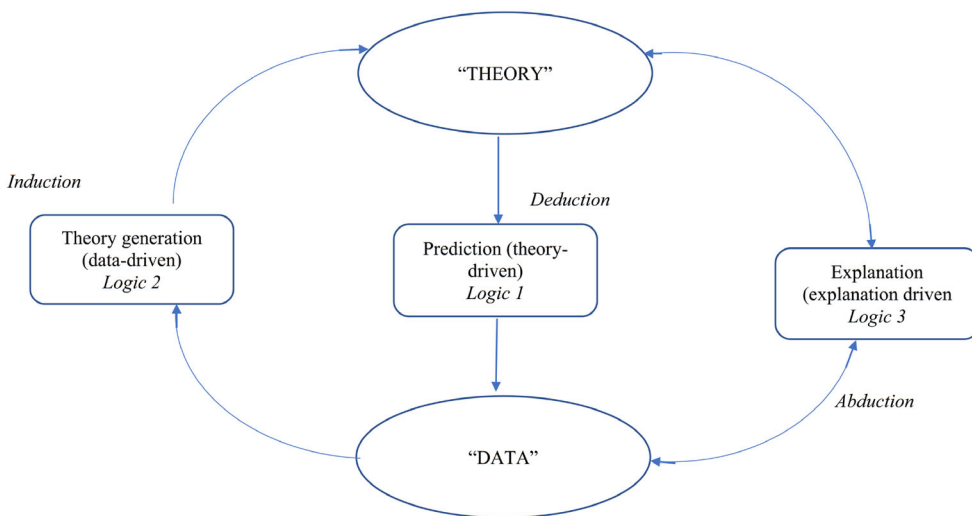 “THEORY”
Induction
Deduction
Theory generation
(data-driven)
Logic 2
Prediction (theory-
driven)
Logic 1
Explanation
(explanation driven
Logic 3
Abduction
“DATA”